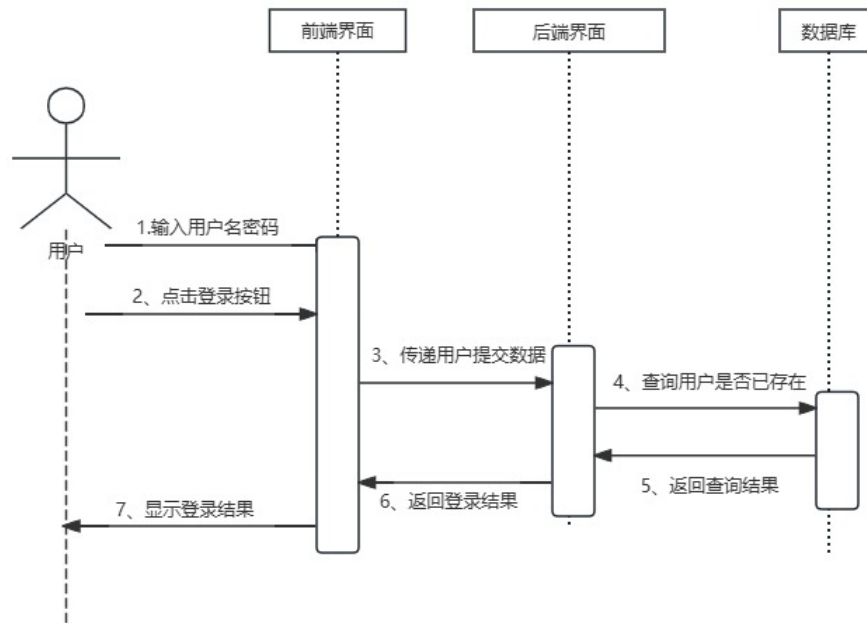 前端界面
后端界面
数据库
1.输入用户名密码
用户
2、点击登录按钮
3、传递用户提交数据
4、查询用户是否已存在
5、返回查询结果
6、返回登录结果
7、显示登录结果